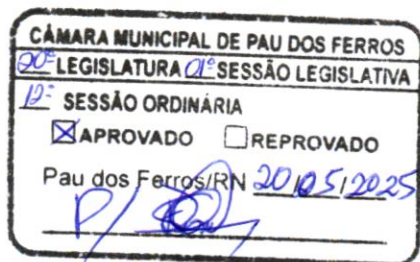 CÂMARA MUNICIPAL DE PAU DOS FERROS
20ª LEGISLATURA 01ª SESSÃO LEGISLATIVA
12ª SESSÃO ORDINÁRIA
☒APROVADO ☐REPROVADO
Pau dos Ferros/RN 20/05/2025
P/